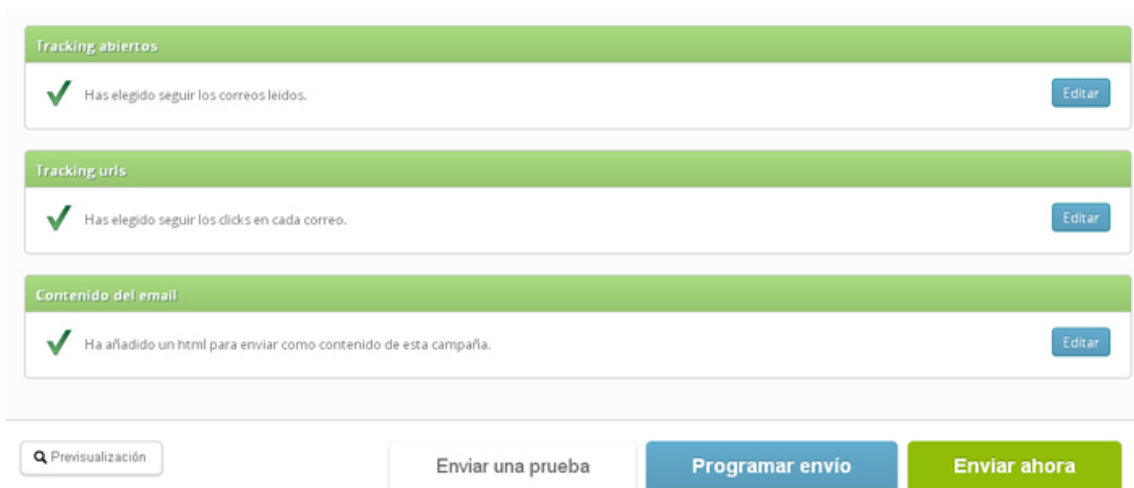 Tracking abiertos
Has elegido seguir los correos leidos.
Editar
Tracking urls
Has elegido seguir los clicks en cada correo.
Editar
Contenido del email
Ha añadido un html para enviar como contenido de esta campaña.
Editar
Previsualización
Enviar una prueba
Programar envío
Enviar ahora